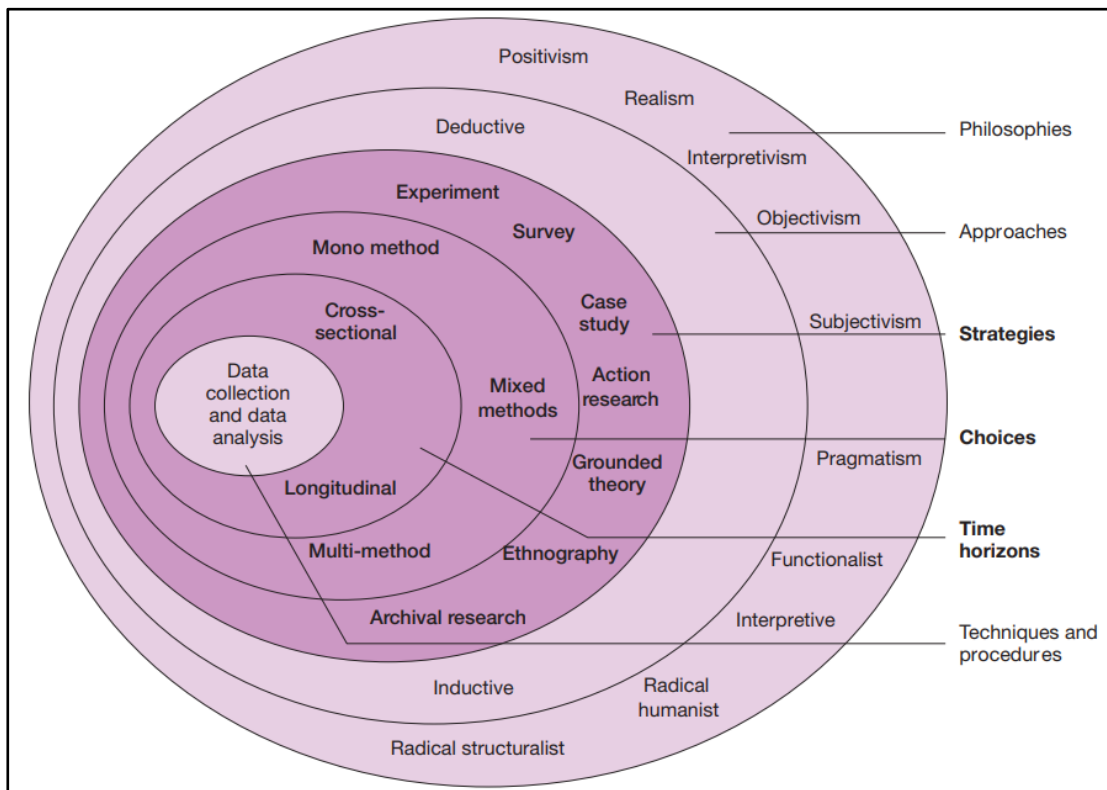 Positivism
Realism
Philosophies
Deductive
Interpretivism
Experiment
Objectivism
Survey
Approaches
Mono method
Case
study
Cross-
sectional
Subjectivism
Strategies
Data
collection
and data
analysis
Mixed
methods
Action
research
Choices
Pragmatism
Grounded
theory
Longitudinal
Time
horizons
Multi-method
Ethnography
Functionalist
Archival research
Interpretive
Techniques and
procedures
Inductive
Radical
humanist
Radical structuralist